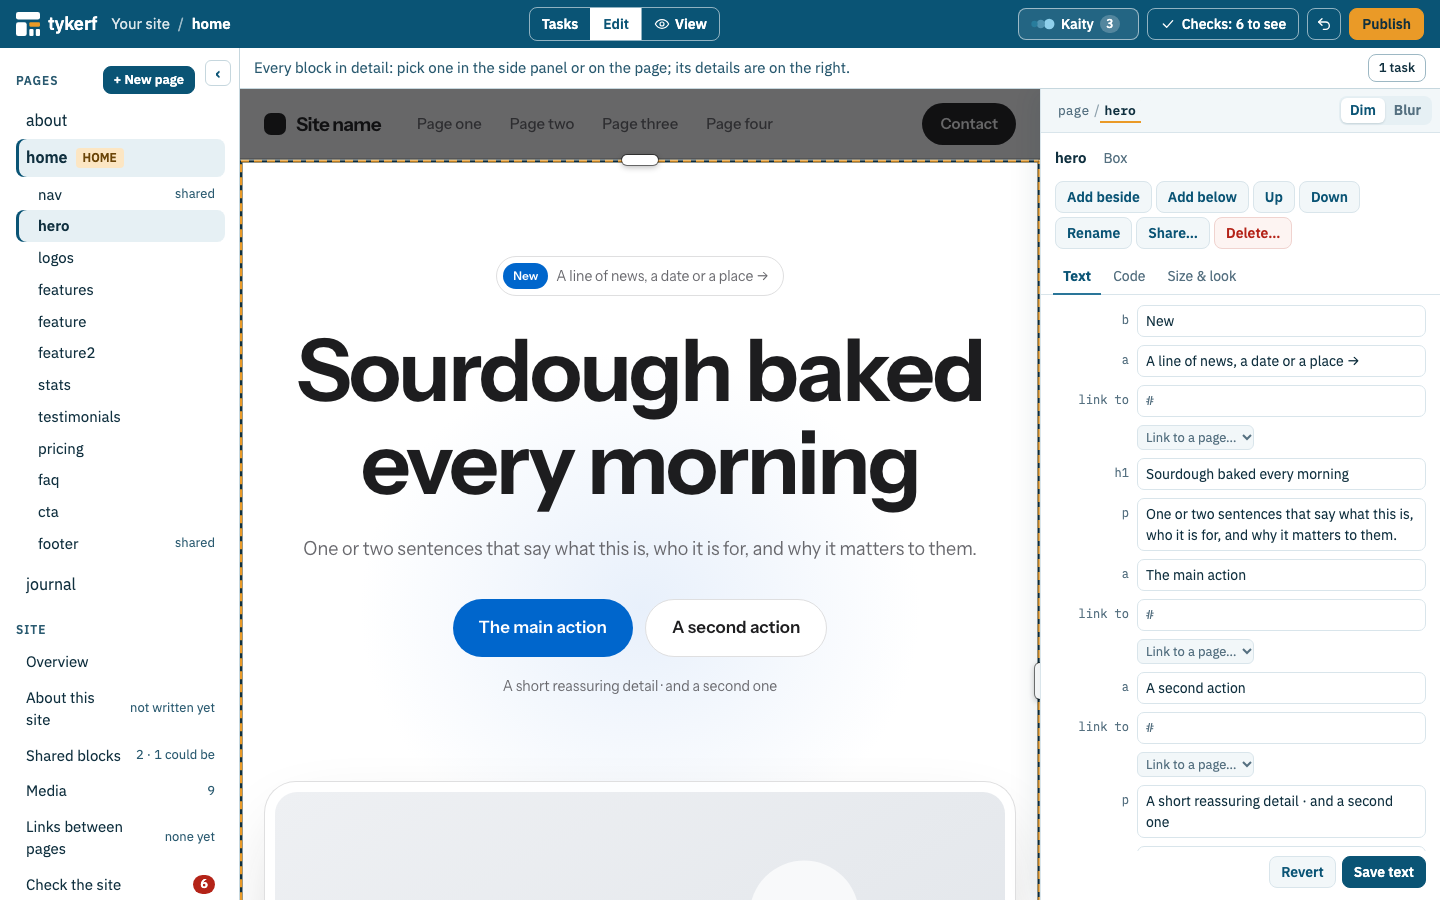 tykerf Your site / home
Tasks Edit View
Kaity 3 Checks: 6 to see Publish
PAGES + New page ‹
about
home HOME
nav shared
hero
logos
features
feature
feature2
stats
testimonials
pricing
faq
cta
footer shared
journal
SITE
Overview
About this site not written yet
Shared blocks 2 · 1 could be
Media 9
Links between pages none yet
Check the site 6
Every block in detail: pick one in the side panel or on the page; its details are on the right.
1 task
Site name Page one Page two Page three Page four Contact
New A line of news, a date or a place →
Sourdough baked
every morning
One or two sentences that say what this is, who it is for, and why it matters to them.
The main action A second action
A short reassuring detail · and a second one
page / hero Dim Blur
hero Box
Add beside Add below Up Down
Rename Share... Delete...
Text Code Size & look
b New
a A line of news, a date or a place →
link to #
Link to a page...
h1 Sourdough baked every morning
p One or two sentences that say what this is,
who it is for, and why it matters to them.
a The main action
link to #
Link to a page...
a A second action
link to #
Link to a page...
p A short reassuring detail · and a second
one
Revert Save text